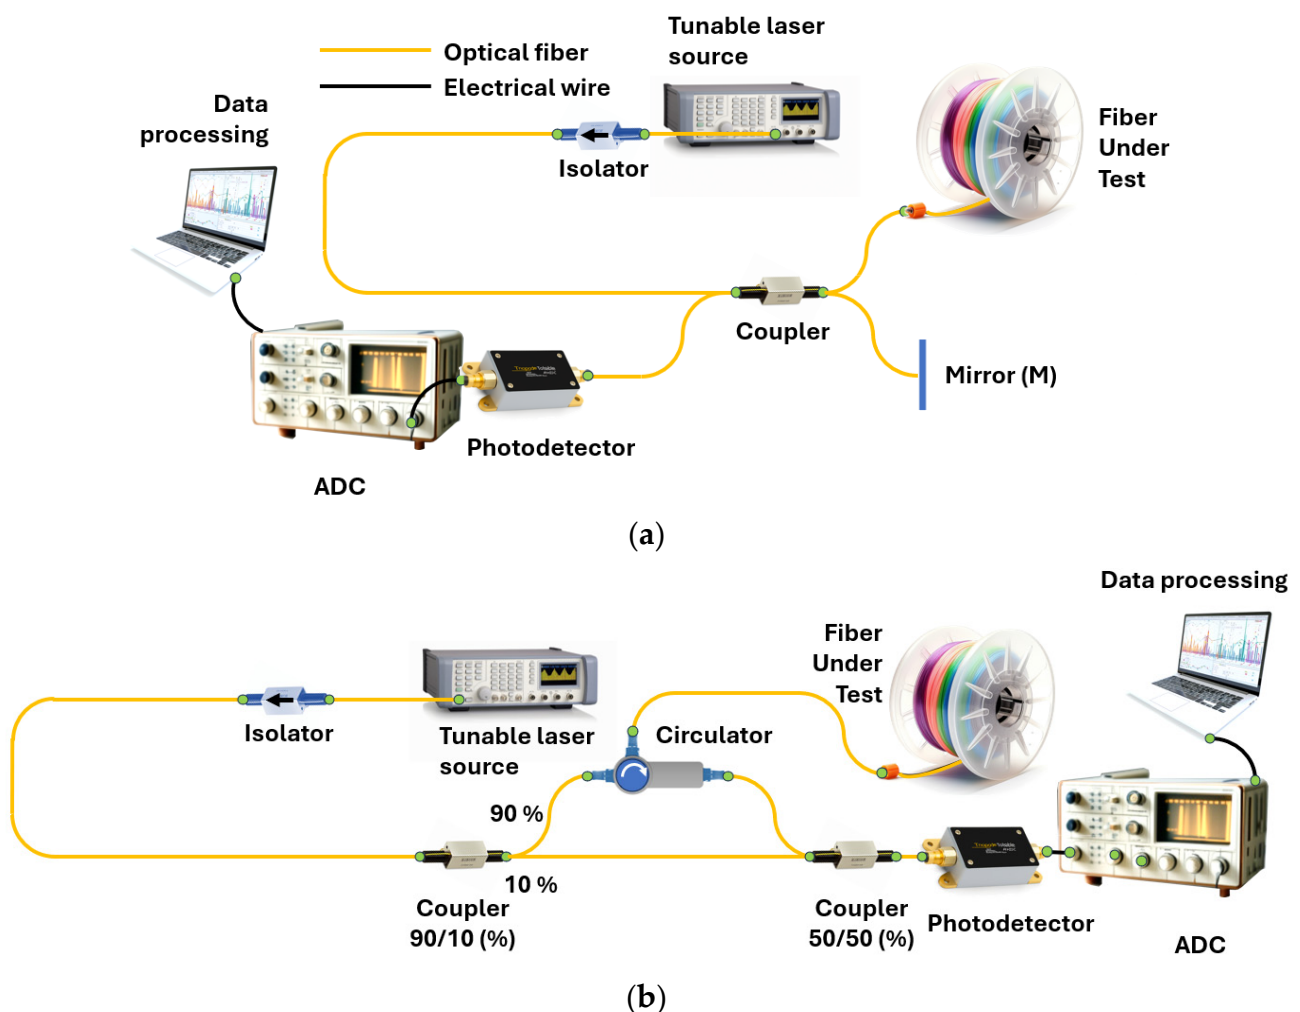 Tunable laser
source
Optical fiber
Electrical wire
Data
processing
Isolator
Fiber
Under
Test
Coupler
Mirror (M)
Photodetector
ADC
(a)
Data processing
Fiber
Under
Test
Isolator
Tunable laser
source
Circulator
90 %
10 %
Coupler
90/10 (%)
Coupler
50/50 (%)
Photodetector
ADC
(b)